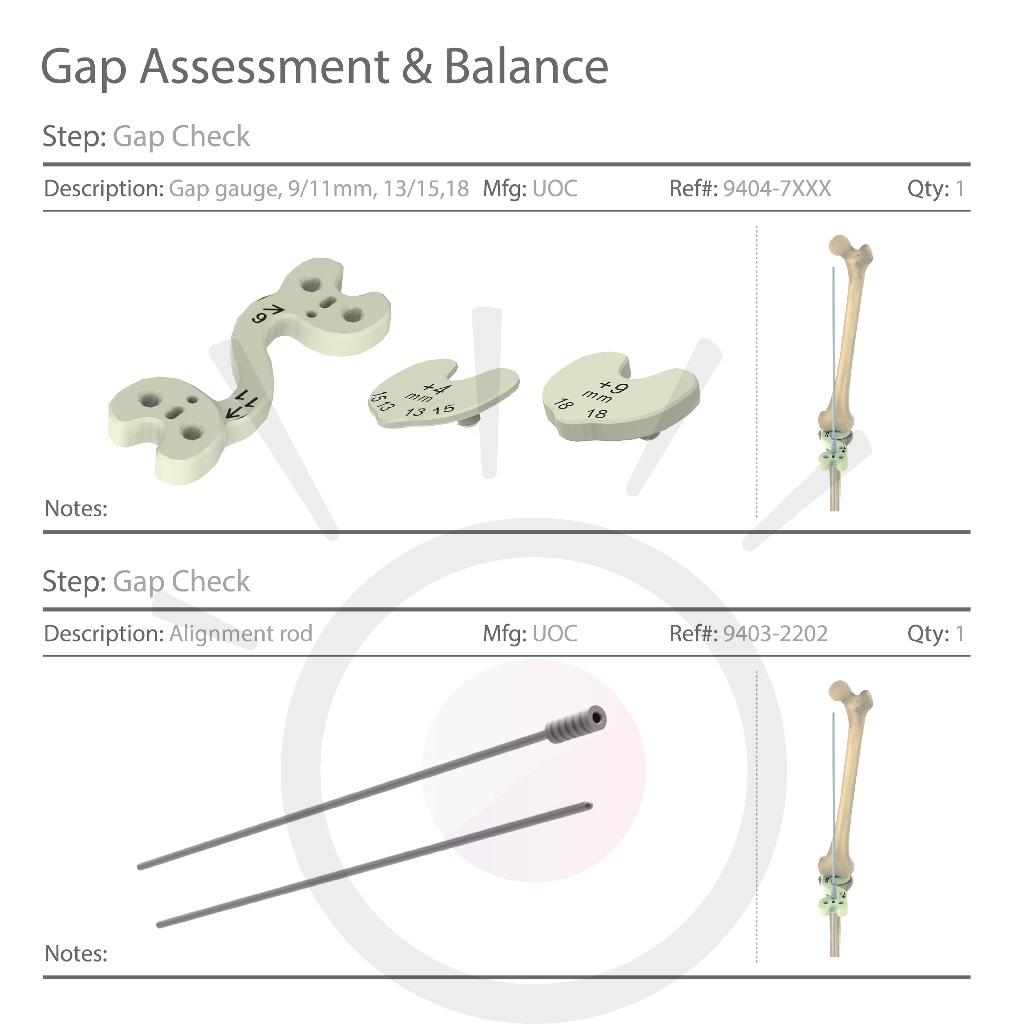 Gap Assessment & Balance
Step: Gap Check
Description: Gap gauge, 9/11mm, 13/15,18 Mfg: UOC Ref#: 9404-7XXX Qty: 1
9
11
+4
mm
15 13 13 15
+9
mm
18 18
Notes:
Step: Gap Check
Description: Alignment rod Mfg: UOC Ref#: 9403-2202 Qty: 1
Notes: